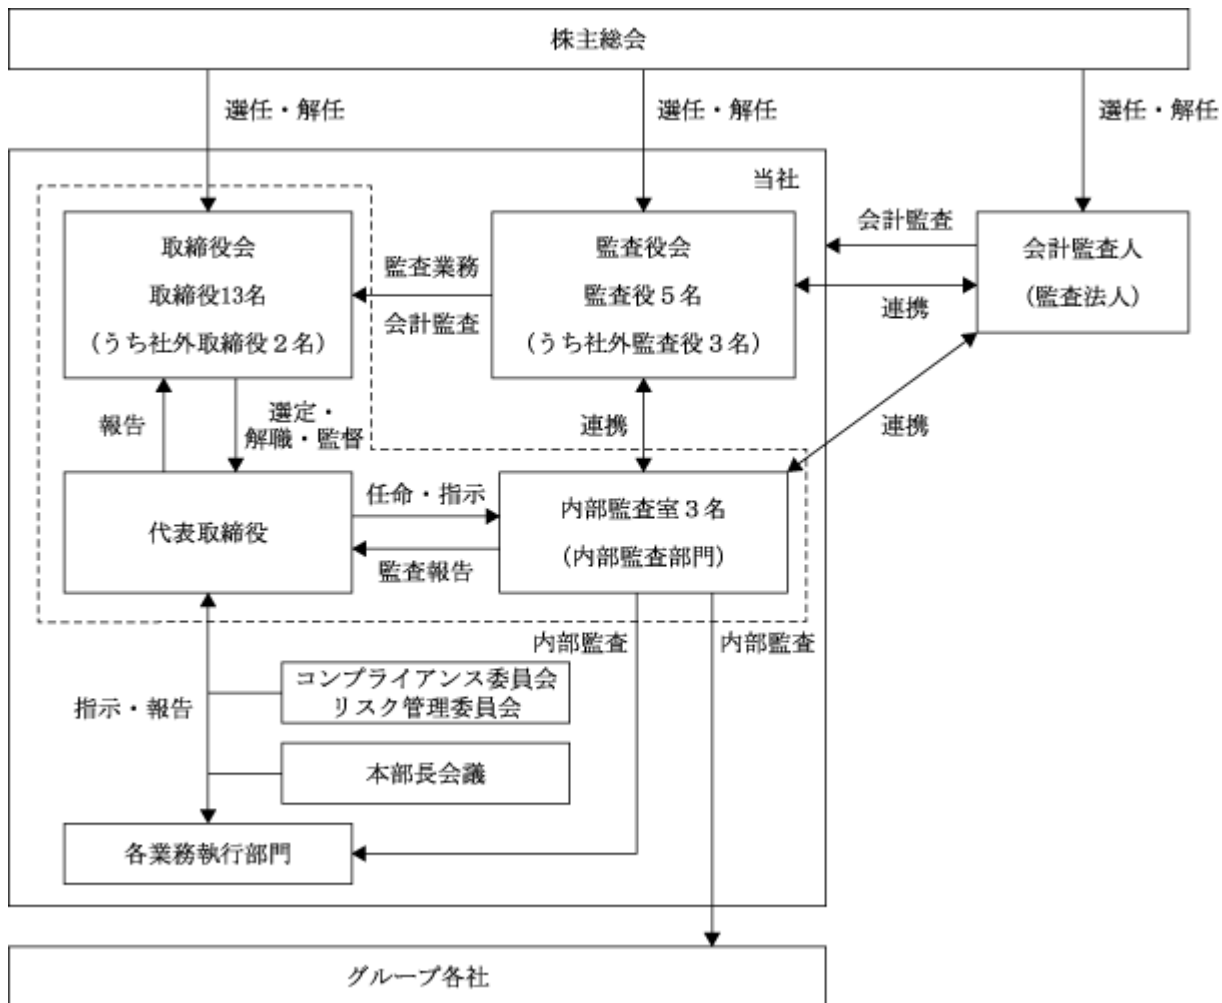 株主総会
選任・解任
選任・解任
選任・解任
当社
取締役会
取締役13名
(うち社外取締役2名)
監査業務
会計監査
監査役会
監査役5名
(うち社外監査役3名)
会計監査
連携
会計監査人
(監査法人)
報告
選定・
解職・監督
連携
連携
代表取締役
任命・指示
監査報告
内部監査室3名
(内部監査部門)
内部監査
内部監査
指示・報告
コンプライアンス委員会
リスク管理委員会
本部長会議
各業務執行部門
グループ各社